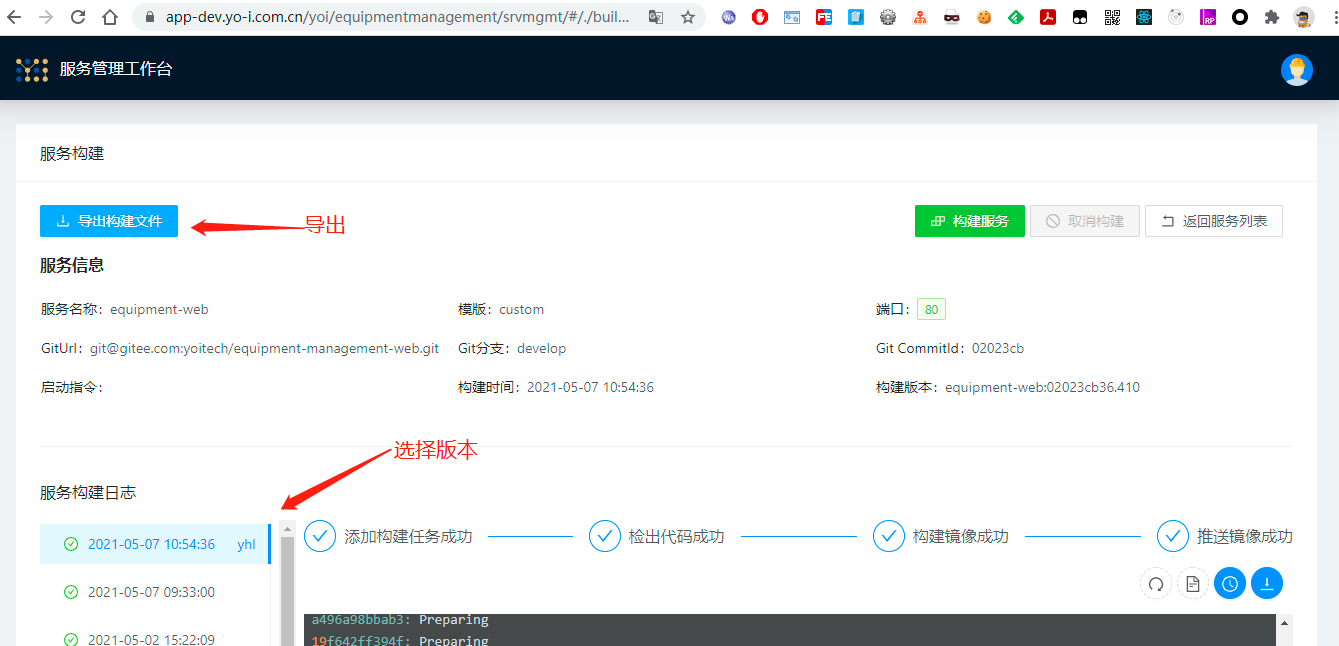 app-dev.yo-i.com.cn/yoi/equipmentmanagement/srvmgmt/#/./buil...
服务管理工作台
服务构建
导出构建文件
导出
构建服务
取消构建
返回服务列表
服务信息
服务名称： equipment-web
模版： custom
端口： 80
GitUrl： git@gitee.com:yoitech/equipment-management-web.git
Git分支： develop
Git CommitId： 02023cb
启动指令：
构建时间： 2021-05-07 10:54:36
构建版本： equipment-web:02023cb36.410
选择版本
服务构建日志
2021-05-07 10:54:36 yhl
2021-05-07 09:33:00
2021-05-02 15:22:09
添加构建任务成功
检出代码成功
构建镜像成功
推送镜像成功
a496a98bbab3: Preparing
19f642ff394f: Preparing